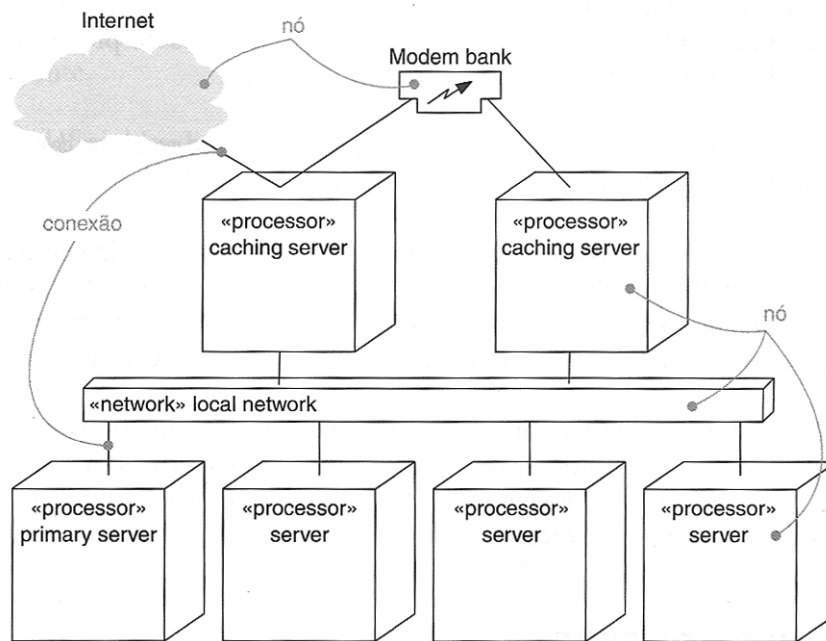 Internet
nó
Modem bank
conexão
«processor»
caching server
«processor»
caching server
nó
«network» local network
«processor»
primary server
«processor»
server
«processor»
server
«processor»
server